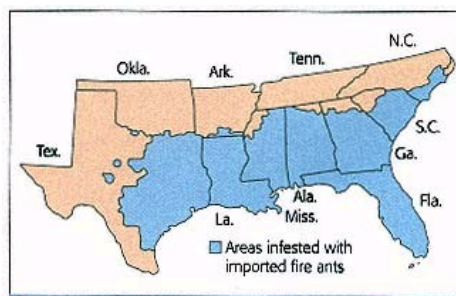 N.C.
Tenn.
Okla.
Ark.
S.C.
Tex.
Ga.
Ala.
Fla.
La.
Miss.
Areas infested with
imported fire ants